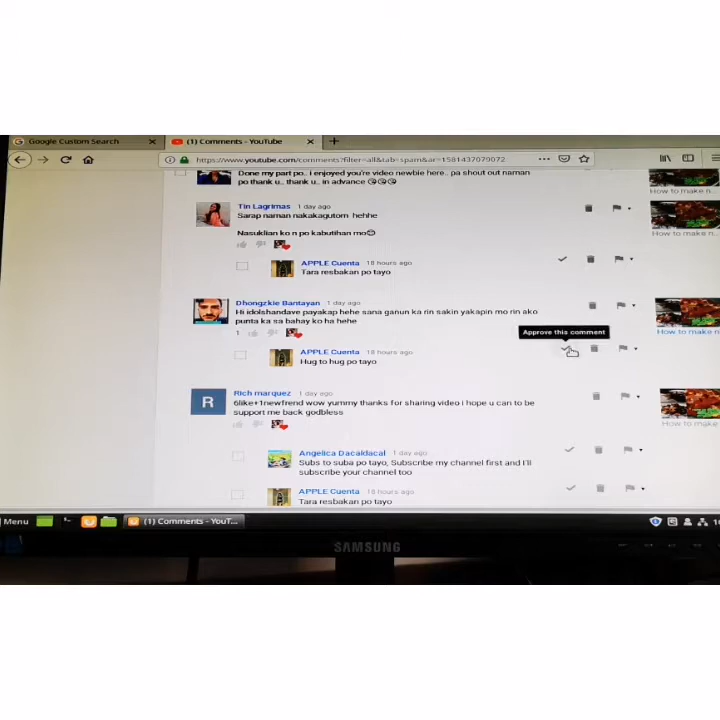 Google Custom Search
(1) Comments - YouTube
https://www.youtube.com/comments?filter=all&tab=spam&ar=1581437079072
Done my part po.. i enjoyed you're video newbie here.. pa shout out naman
po thank u.. thank u.. in advance 😘😘😘
How to make n...
Tin Lagrimas 1 day ago
Sarap naman nakakagutom hehhe
Nasuklian ko n po kabutihan mo😊
How to make n...
APPLE Cuenta 18 hours ago
Tara resbakan po tayo
Dhongzkie Bantayan 1 day ago
Hi idolshandave payakap hehe sana ganun ka rin sakin yakapin mo rin ako
punta ka sa bahay ko ha hehe
How to make n...
1
Approve this comment
APPLE Cuenta 18 hours ago
Hug to hug po tayo
R
Rich marquez 1 day ago
6like+1newfrend wow yummy thanks for sharing video i hope u can to be
support me back godbless
How to make n...
Angelica Dacaldacal 1 day ago
Subs to suba po tayo, Subscribe my channel first and I'll
subscribe your channel too
APPLE Cuenta 18 hours ago
Tara resbakan po tayo
Menu
(1) Comments - YouT...
SAMSUNG